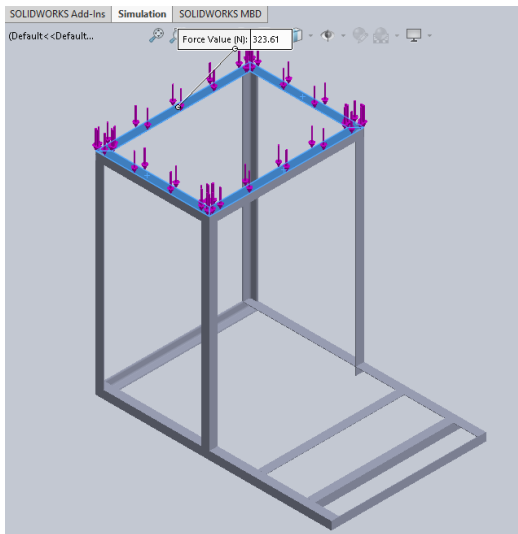 SOLIDWORKS Add-Ins Simulation SOLIDWORKS MBD
(Default<<Default...
Force Value (N): 323.61